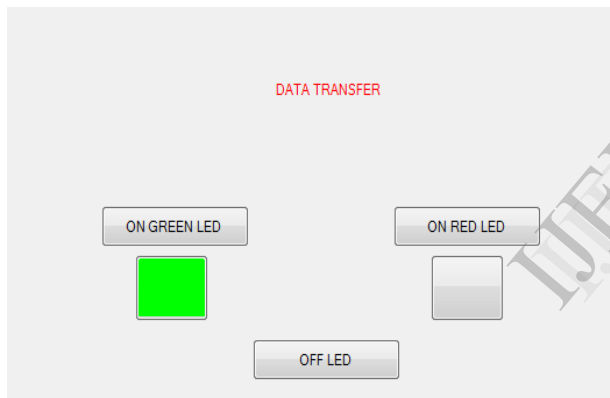 DATA TRANSFER
ON GREEN LED
ON RED LED
OFF LED